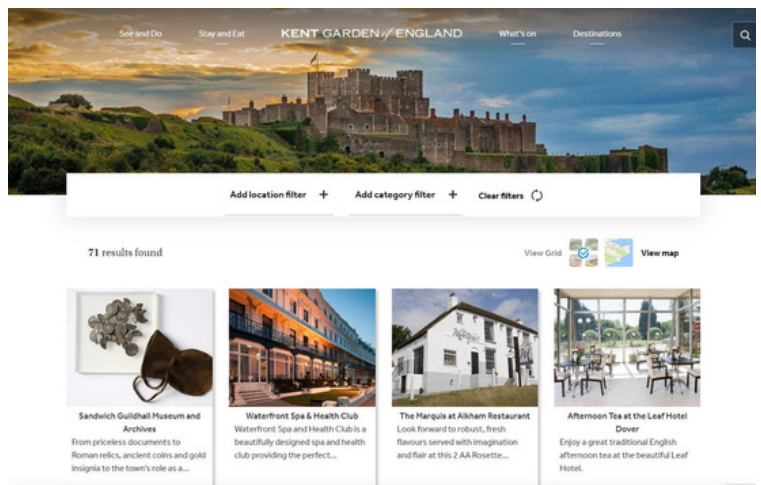 See and Do
Stay and Eat
KENT GARDEN of ENGLAND
What's on
Destinations
Add location filter +
Add category filter +
Clear filters
71 results found
View Grid
View map
Sandwich Guildhall Museum and
Archives
From priceless documents to
Roman relics, ancient coins and gold
insignia to the town's role as a...
Waterfront Spa & Health Club
Waterfront Spa and Health Club is a
beautifully designed spa and health
club providing the perfect...
The Marquis at Alkham Restaurant
Look forward to robust, fresh
flavours served with imagination
and flair at this 2 AA Rosette...
Afternoon Tea at the Leaf Hotel
Dover
Enjoy a great traditional English
afternoon tea at the beautiful Leaf
Hotel.